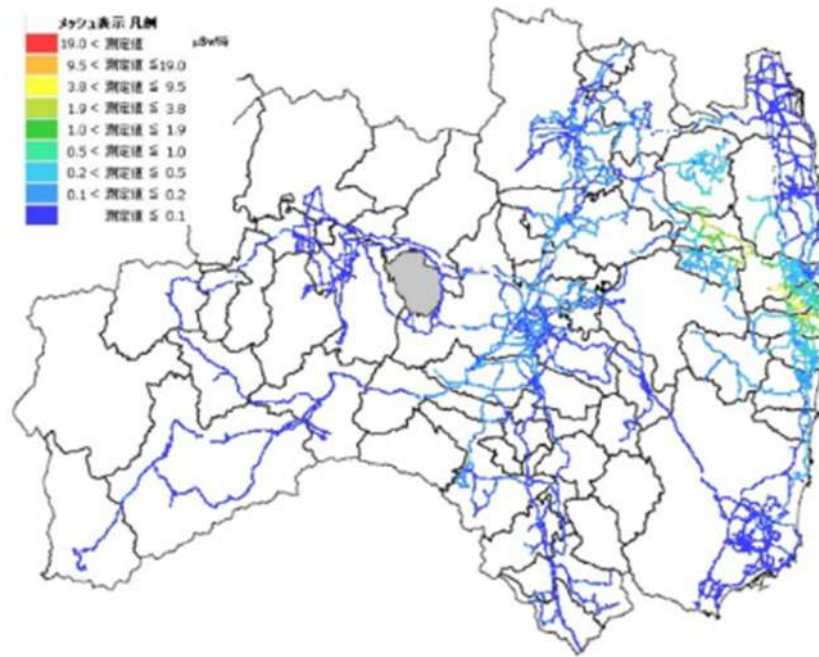 メッシュ表示 凡例
μSv/時
19.0 < 測定値
9.5 < 測定値 ≦ 19.0
3.8 < 測定値 ≦ 9.5
1.9 < 測定値 ≦ 3.8
1.0 < 測定値 ≦ 1.9
0.5 < 測定値 ≦ 1.0
0.2 < 測定値 ≦ 0.5
0.1 < 測定値 ≦ 0.2
測定値 ≦ 0.1